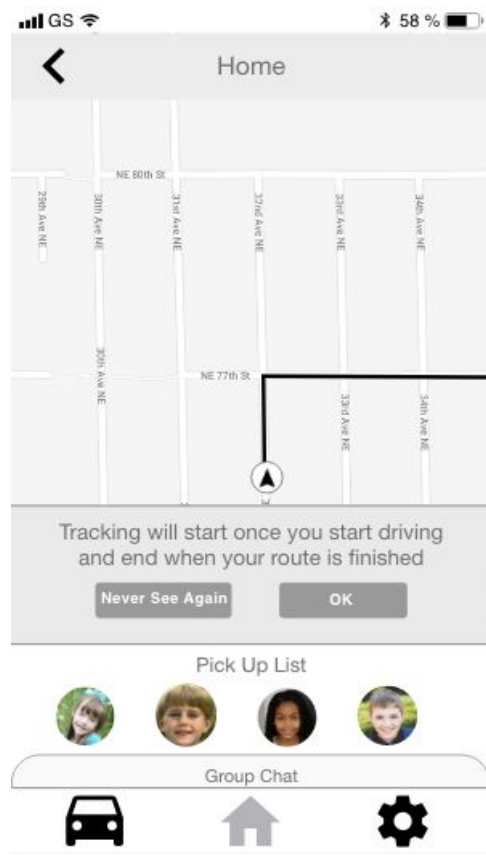 GS
58 %
Home
NE 80th St
29th Ave NE
30th Ave NE
31st Ave NE
32nd Ave NE
33rd Ave NE
34th Ave NE
NE 77th St
30th Ave NE
33rd Ave NE
34th Ave NE
Tracking will start once you start driving
and end when your route is finished
Never See Again
OK
Pick Up List
Group Chat